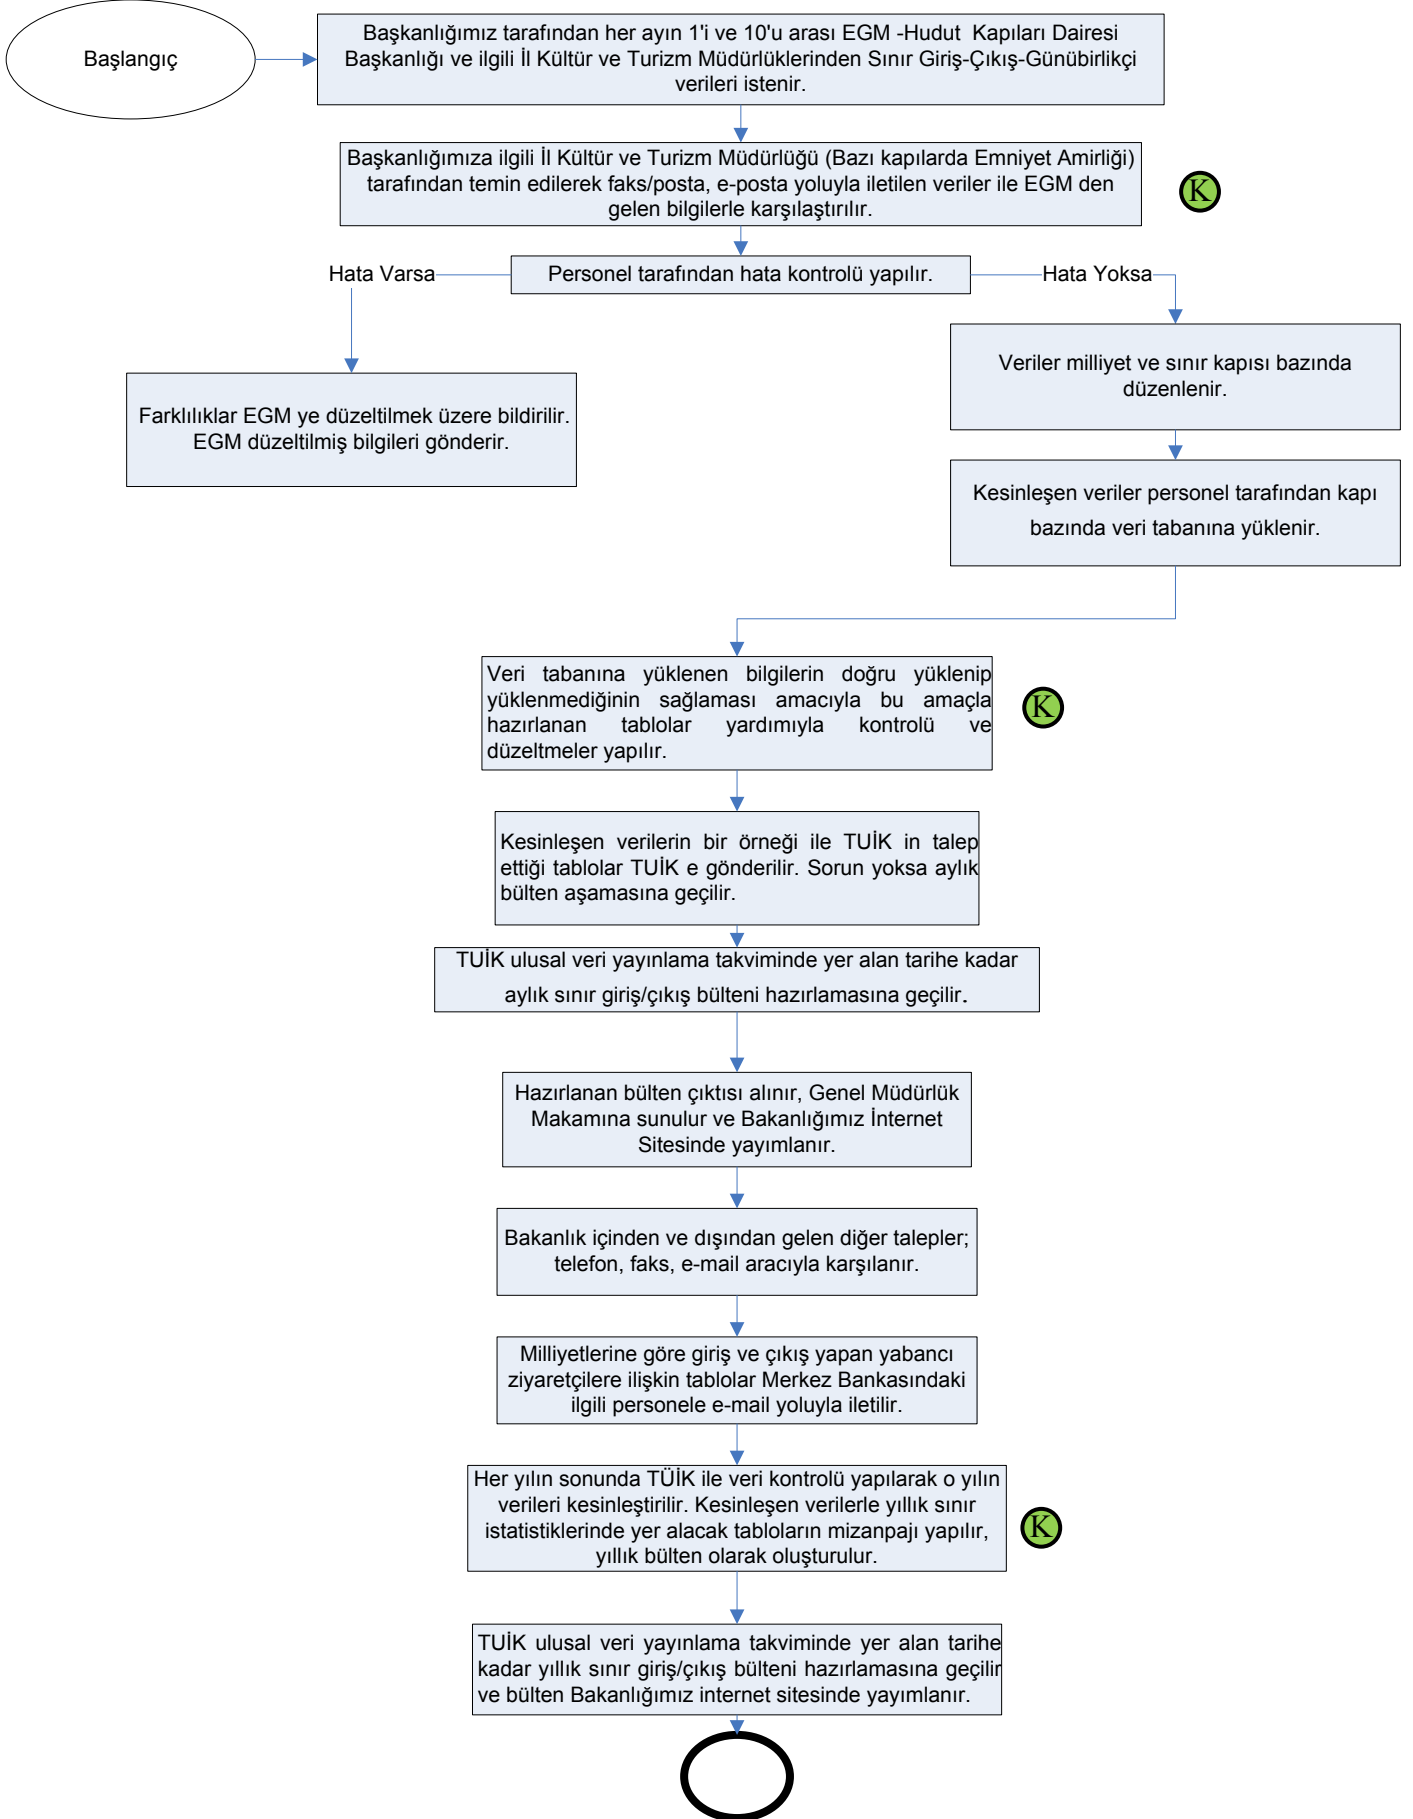 Başlangıç
Başkanlığımız tarafından her ayın 1'i ve 10'u arası EGM -Hudut Kapıları Dairesi
Başkanlığı ve ilgili İl Kültür ve Turizm Müdürlüklerinden Sınır Giriş-Çıkış-Günübirlikçi
verileri istenir.
Başkanlığımıza ilgili İl Kültür ve Turizm Müdürlüğü (Bazı kapılarda Emniyet Amirliği)
tarafından temin edilerek faks/posta, e-posta yoluyla iletilen veriler ile EGM den
gelen bilgilerle karşılaştırılır.
K
Hata Varsa
Personel tarafından hata kontrolü yapılır.
Hata Yoksa
Farklılıklar EGM ye düzeltilmek üzere bildirilir.
EGM düzeltilmiş bilgileri gönderir.
Veriler milliyet ve sınır kapısı bazında
düzenlenir.
Kesinleşen veriler personel tarafından kapı
bazında veri tabanına yüklenir.
Veri tabanına yüklenen bilgilerin doğru yüklenip
yüklenmediğinin sağlaması amacıyla bu amaçla
hazırlanan tablolar yardımıyla kontrolü ve
düzeltmeler yapılır.
K
Kesinleşen verilerin bir örneği ile TUİK in talep
ettiği tablolar TUİK e gönderilir. Sorun yoksa aylık
bülten aşamasına geçilir.
TUİK ulusal veri yayınlama takviminde yer alan tarihe kadar
aylık sınır giriş/çıkış bülteni hazırlamasına geçilir.
Hazırlanan bülten çıktısı alınır, Genel Müdürlük
Makamına sunulur ve Bakanlığımız İnternet
Sitesinde yayımlanır.
Bakanlık içinden ve dışından gelen diğer talepler;
telefon, faks, e-mail aracıyla karşılanır.
Milliyetlerine göre giriş ve çıkış yapan yabancı
ziyaretçilere ilişkin tablolar Merkez Bankasındaki
ilgili personele e-mail yoluyla iletilir.
Her yılın sonunda TÜİK ile veri kontrolü yapılarak o yılın
verileri kesinleştirilir. Kesinleşen verilerle yıllık sınır
istatistiklerinde yer alacak tabloların mizanpajı yapılır,
yıllık bülten olarak oluşturulur.
K
TUİK ulusal veri yayınlama takviminde yer alan tarihe
kadar yıllık sınır giriş/çıkış bülteni hazırlamasına geçilir
ve bülten Bakanlığımız internet sitesinde yayımlanır.